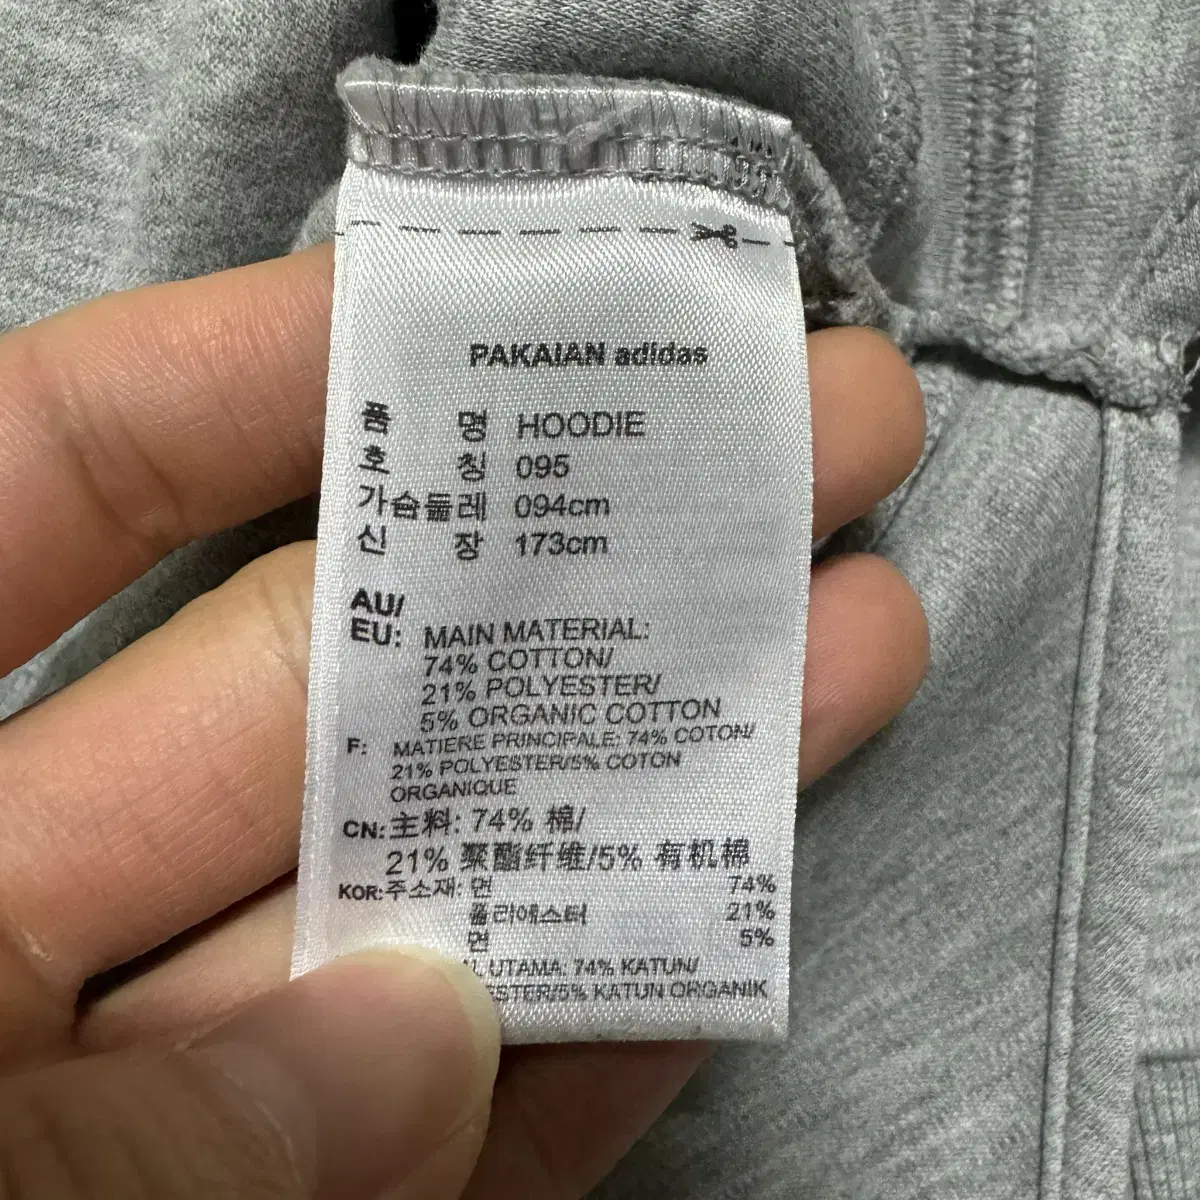 PAKAIAN adidas
품 명 HOODIE
호 칭 095
가슴둘레 094cm
신 장 173cm
AU/
EU: MAIN MATERIAL:
74% COTTON/
21% POLYESTER/
5% ORGANIC COTTON
F: MATIERE PRINCIPALE: 74% COTON/
21% POLYESTER/5% COTON
ORGANIQUE
CN: 主料: 74% 棉/
21% 聚酯纤维/5% 有机棉
KOR: 주소재: 면 74%
폴리에스터 21%
면 5%
UTAMA: 74% KATUN/
5% KATUN ORGANIK